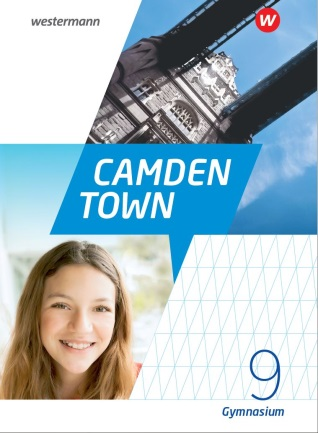 westermann
W
CAMDEN
TOWN
9
Gymnasium